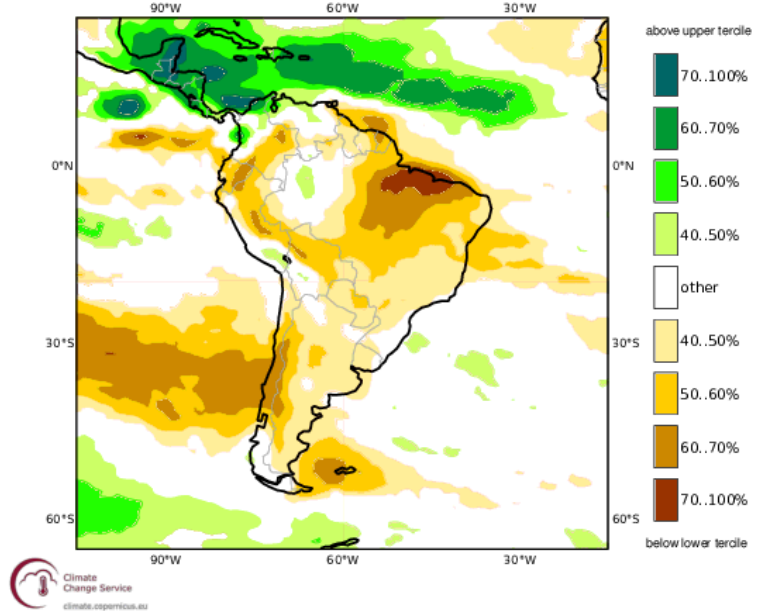 90°W 60°W 30°W
above upper tercile
70..100%
60..70%
0°N 0°N
50..60%
40..50%
other
30°S 30°S
40..50%
50..60%
60..70%
70..100%
60°S 60°S
below lower tercile
90°W 60°W 30°W
Climate
Change Service
climate.copernicus.eu